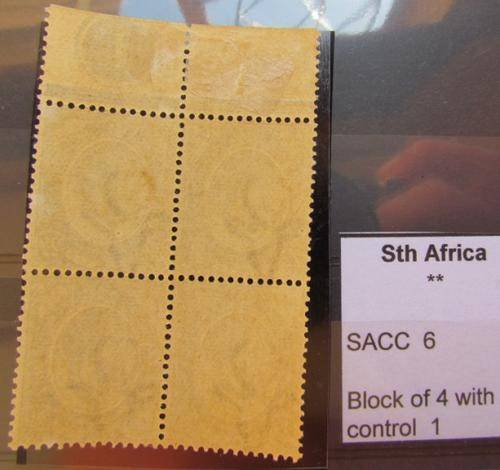 Sth Africa
**
SACC 6
Block of 4 with
control 1